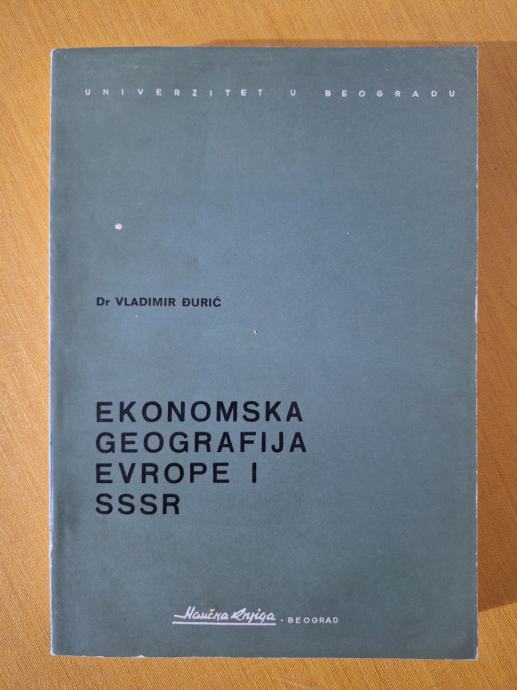 UNIVERZITET U BEOGRADU
Dr VLADIMIR ĐURIĆ
EKONOMSKA
GEOGRAFIJA
EVROPE I
SSSR
Naučna Knjiga • BEOGRAD